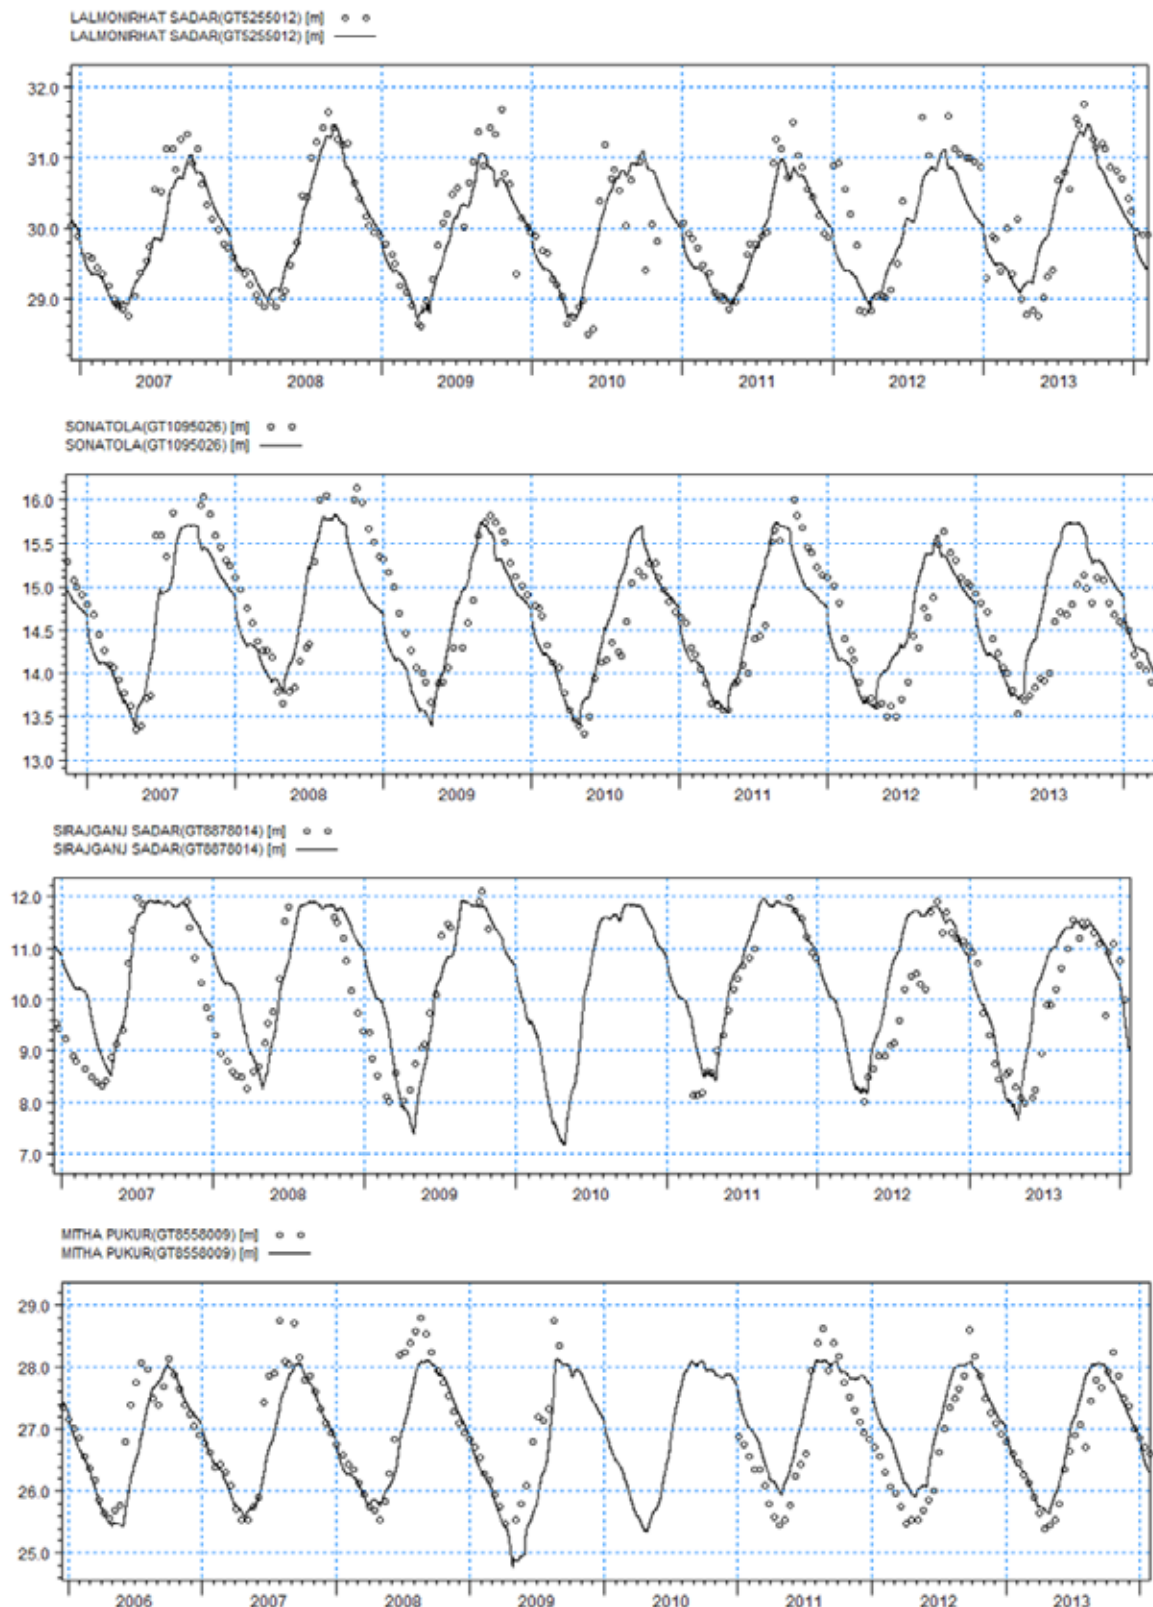 LALMONIRHAT SADAR(GT5255012) [m]
LALMONIRHAT SADAR(GT5255012) [m]
32.0
31.0
30.0
29.0
2007 2008 2009 2010 2011 2012 2013
SONATOLA(GT1095026) [m]
SONATOLA(GT1095026) [m]
16.0
15.5
15.0
14.5
14.0
13.5
13.0
2007 2008 2009 2010 2011 2012 2013
SIRAJGANJ SADAR(GT8878014) [m]
SIRAJGANJ SADAR(GT8878014) [m]
12.0
11.0
10.0
9.0
8.0
7.0
2007 2008 2009 2010 2011 2012 2013
MITHA PUKUR(GT8558009) [m]
MITHA PUKUR(GT8558009) [m]
29.0
28.0
27.0
26.0
25.0
2006 2007 2008 2009 2010 2011 2012 2013